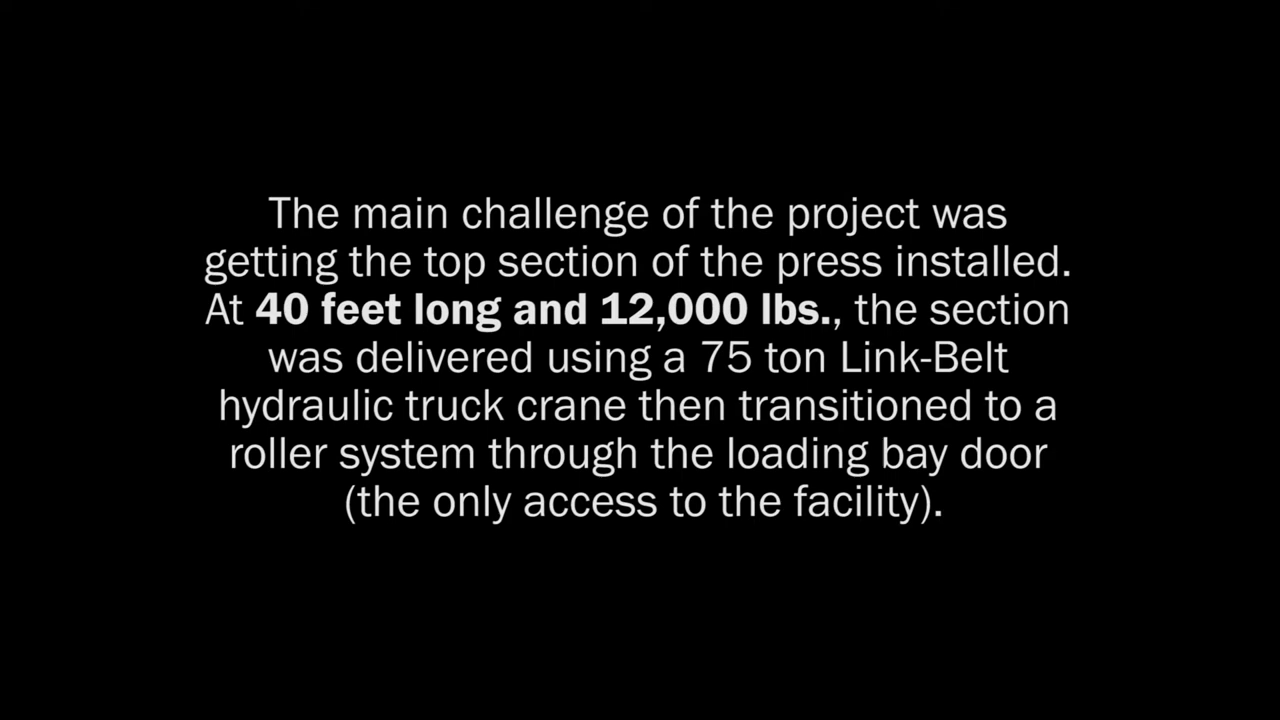 The main challenge of the project was
getting the top section of the press installed.
At 40 feet long and 12,000 lbs., the section
was delivered using a 75 ton Link-Belt
hydraulic truck crane then transitioned to a
roller system through the loading bay door
(the only access to the facility).